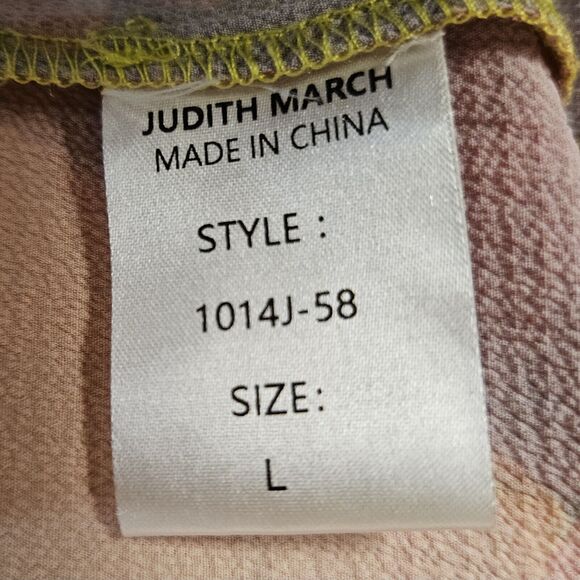 JUDITH MARCH
MADE IN CHINA
STYLE :
1014J-58
SIZE:
L